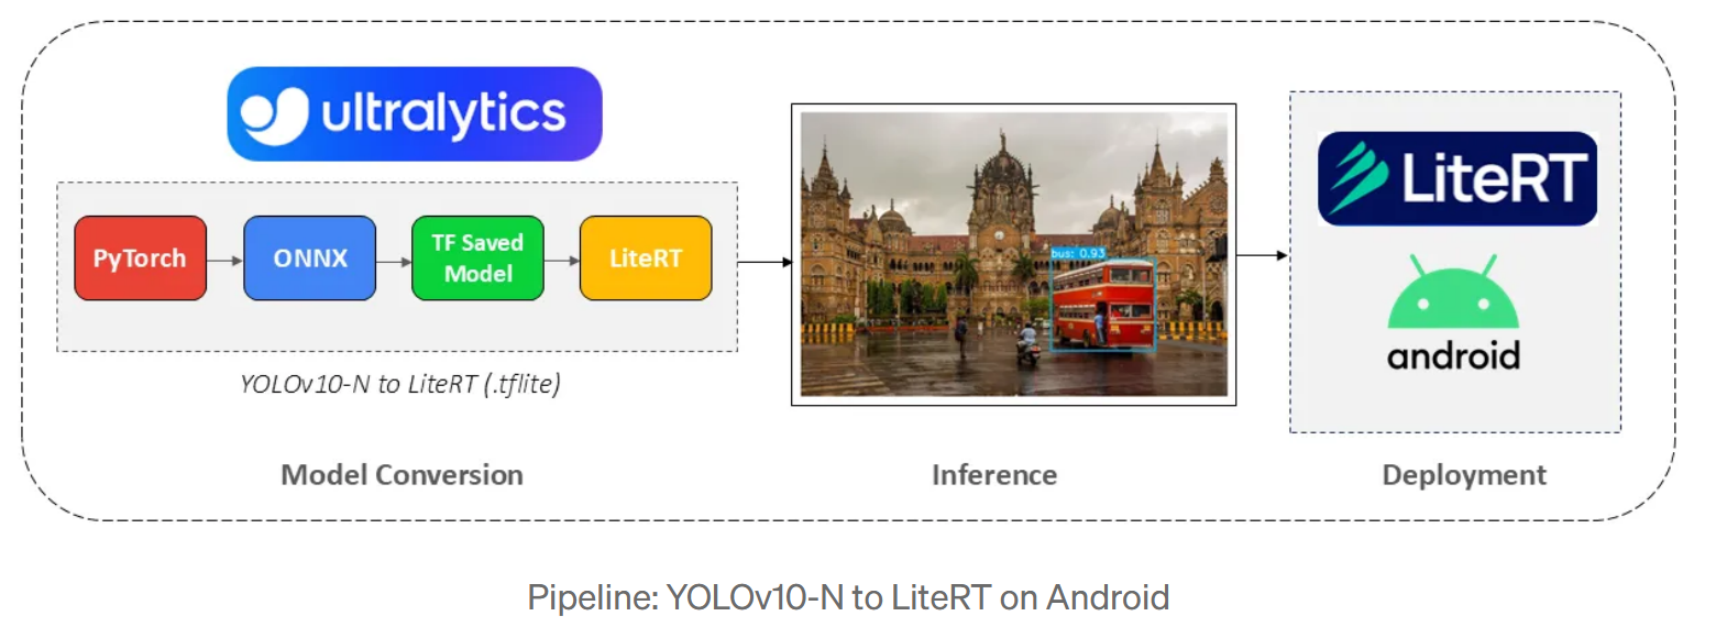 ultralytics
PyTorch
ONNX
TF Saved
Model
LiteRT
YOLOv10-N to LiteRT (.tflite)
Model Conversion
bus: 0.93
Inference
LiteRT
android
Deployment
Pipeline: YOLOv10-N to LiteRT on Android